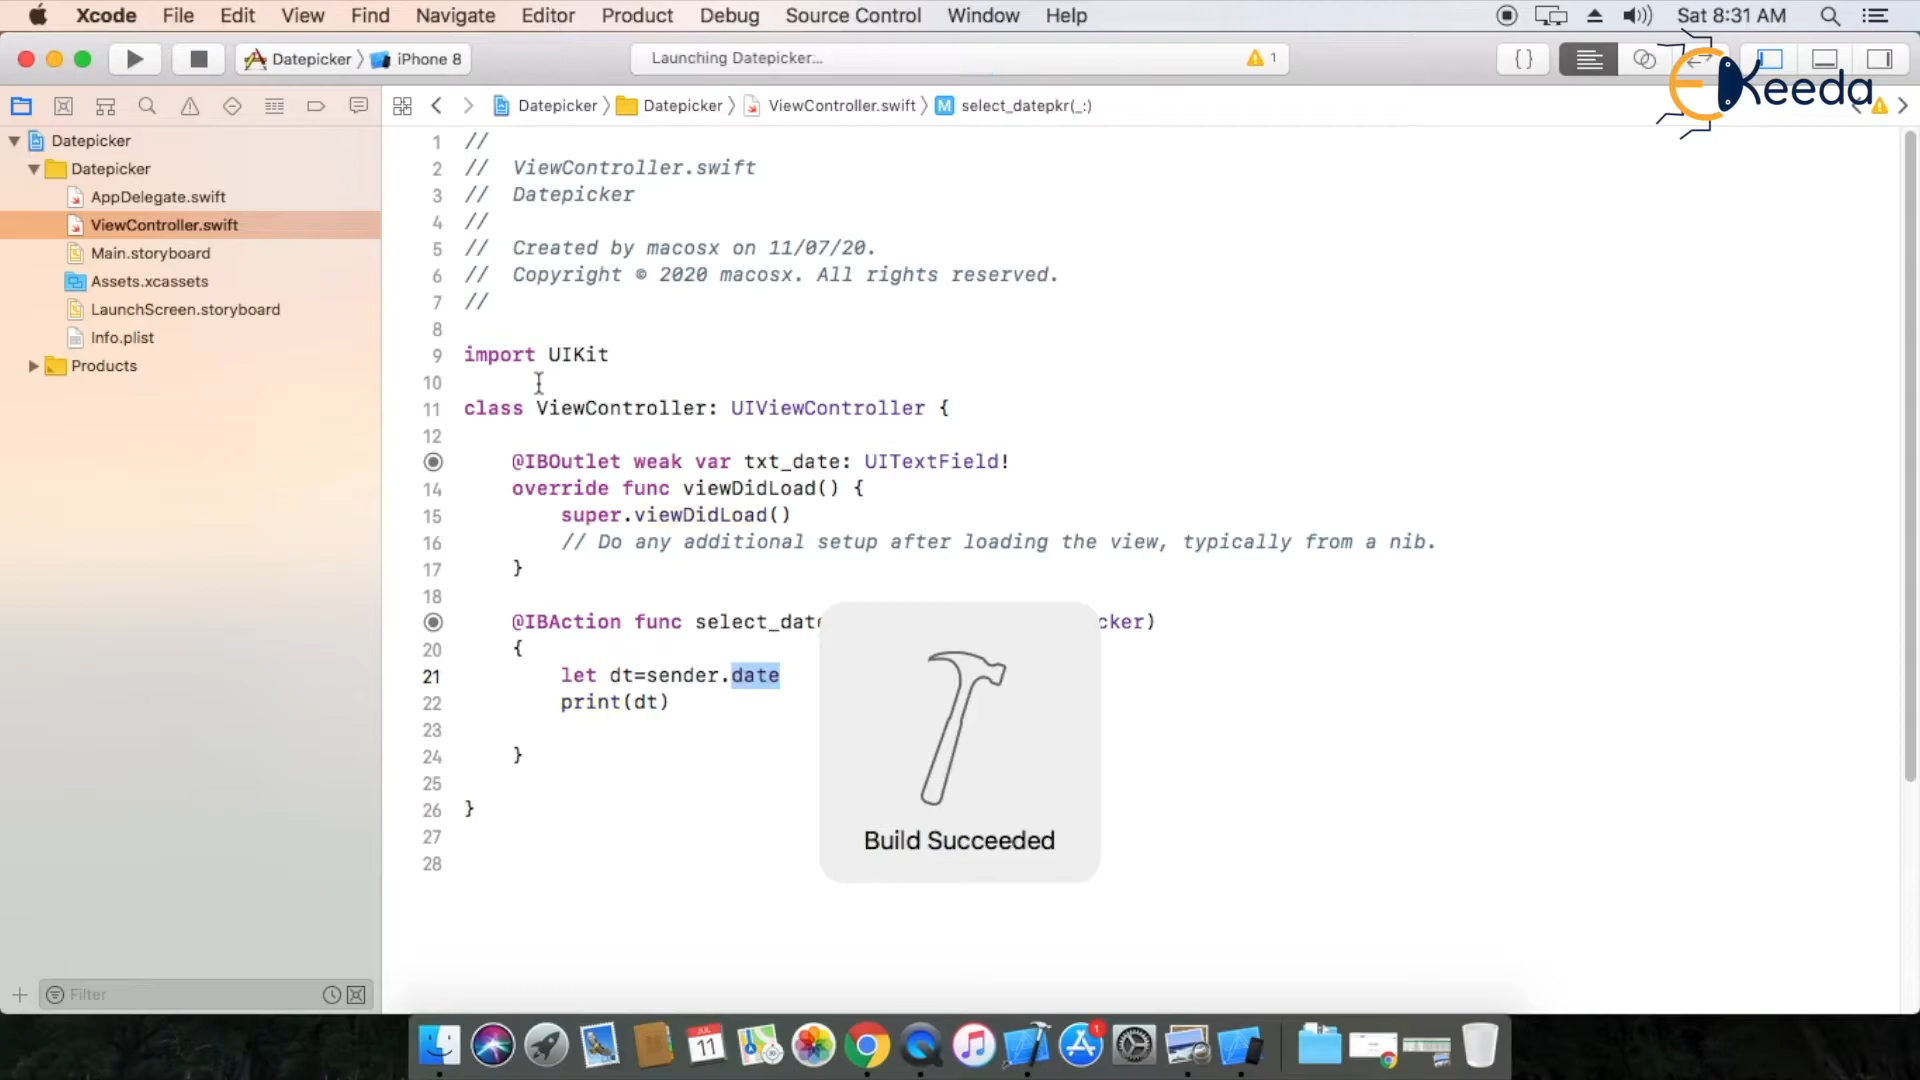 Xcode File Edit View Find Navigate Editor Product Debug Source Control Window Help Sat 8:31 AM
Datepicker iPhone 8 Launching Datepicker... 1 { }
EKeeda
Datepicker Datepicker ViewController.swift M select_datepkr(_:)
Datepicker
Datepicker
AppDelegate.swift
ViewController.swift
Main.storyboard
Assets.xcassets
LaunchScreen.storyboard
Info.plist
Products
1 //
2 // ViewController.swift
3 // Datepicker
4 //
5 // Created by macosx on 11/07/20.
6 // Copyright © 2020 macosx. All rights reserved.
7 //
8
9 import UIKit
10
11 class ViewController: UIViewController {
12
@IBOutlet weak var txt_date: UITextField!
14 override func viewDidLoad() {
15 super.viewDidLoad()
16 // Do any additional setup after loading the view, typically from a nib.
17 }
18
@IBAction func select_date cker)
20 {
21 let dt=sender.date
22 print(dt)
23
24 }
25
26 }
27
28
Build Succeeded
Filter
JUL
11
1